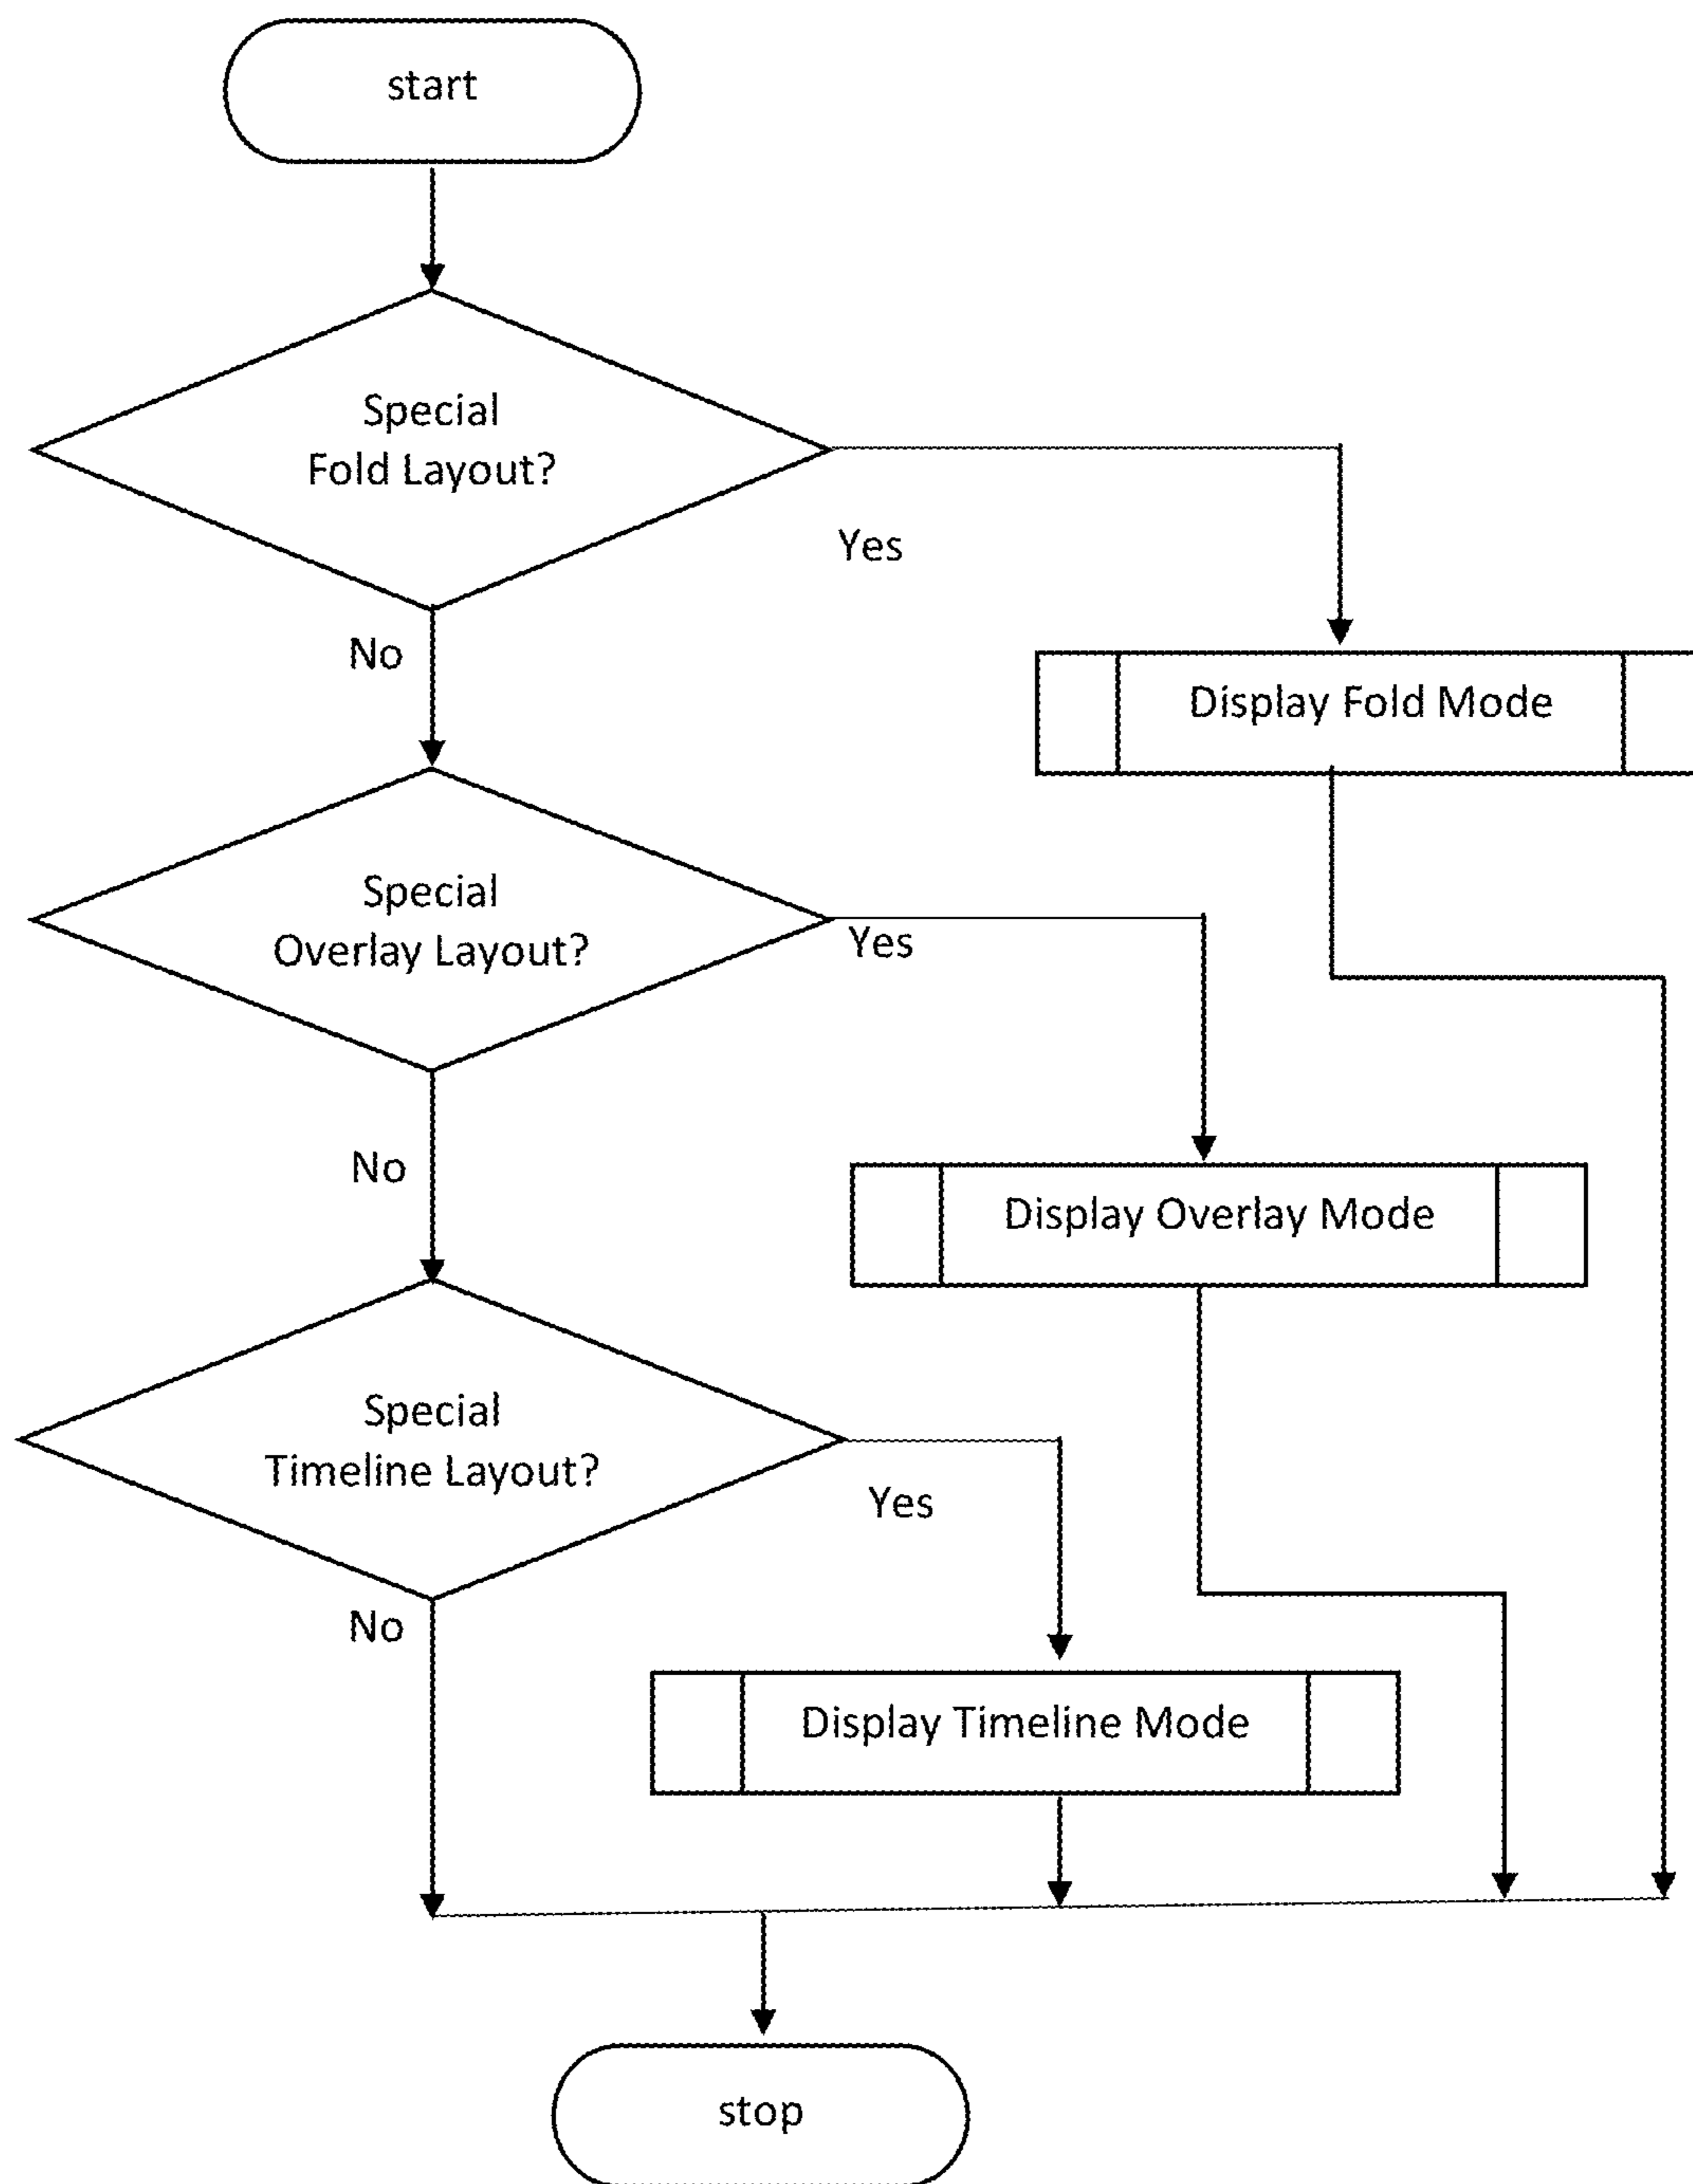 start
Special
Fold Layout?
Yes
No
Display Fold Mode
Special
Overlay Layout?
Yes
No
Display Overlay Mode
Special
Timeline Layout?
Yes
No
Display Timeline Mode
stop